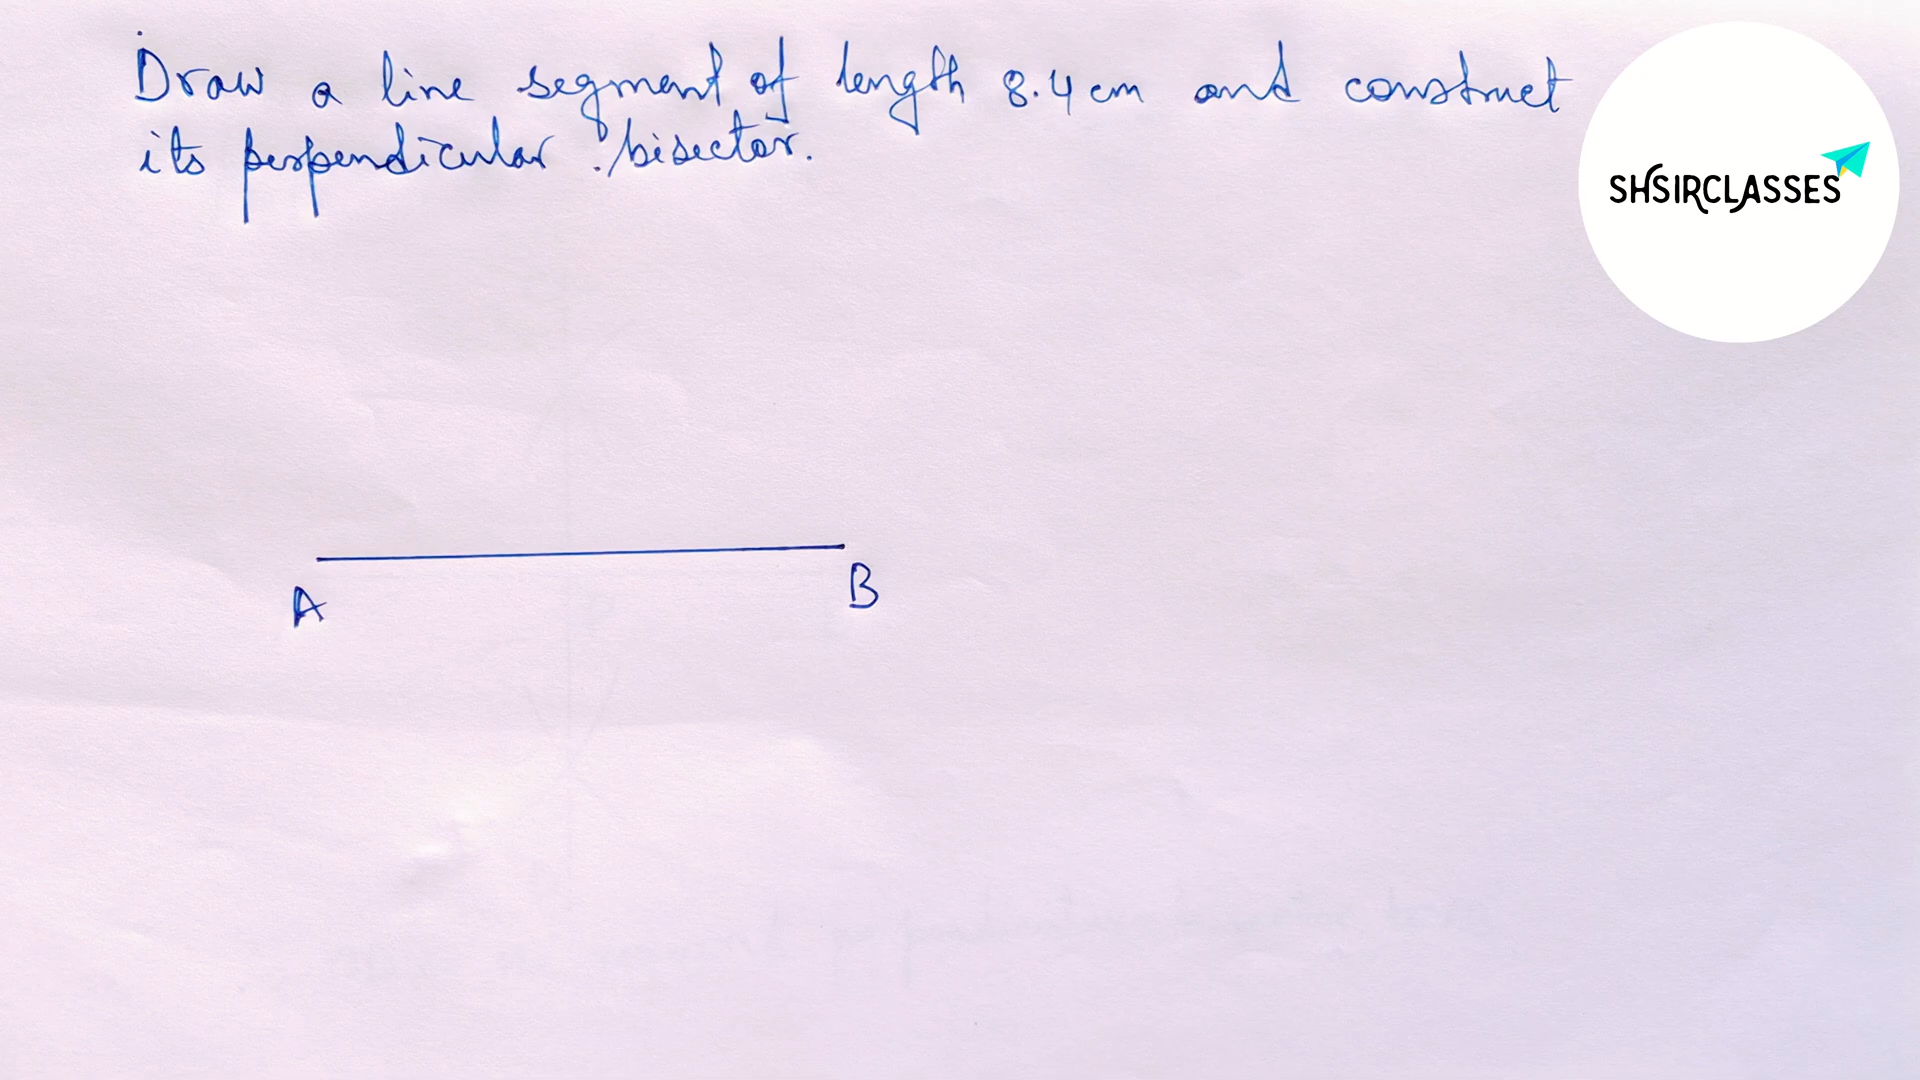 Draw a line segment of length 8.4 cm and construct
its perpendicular bisector.
SHSIRCLASSES
A
B